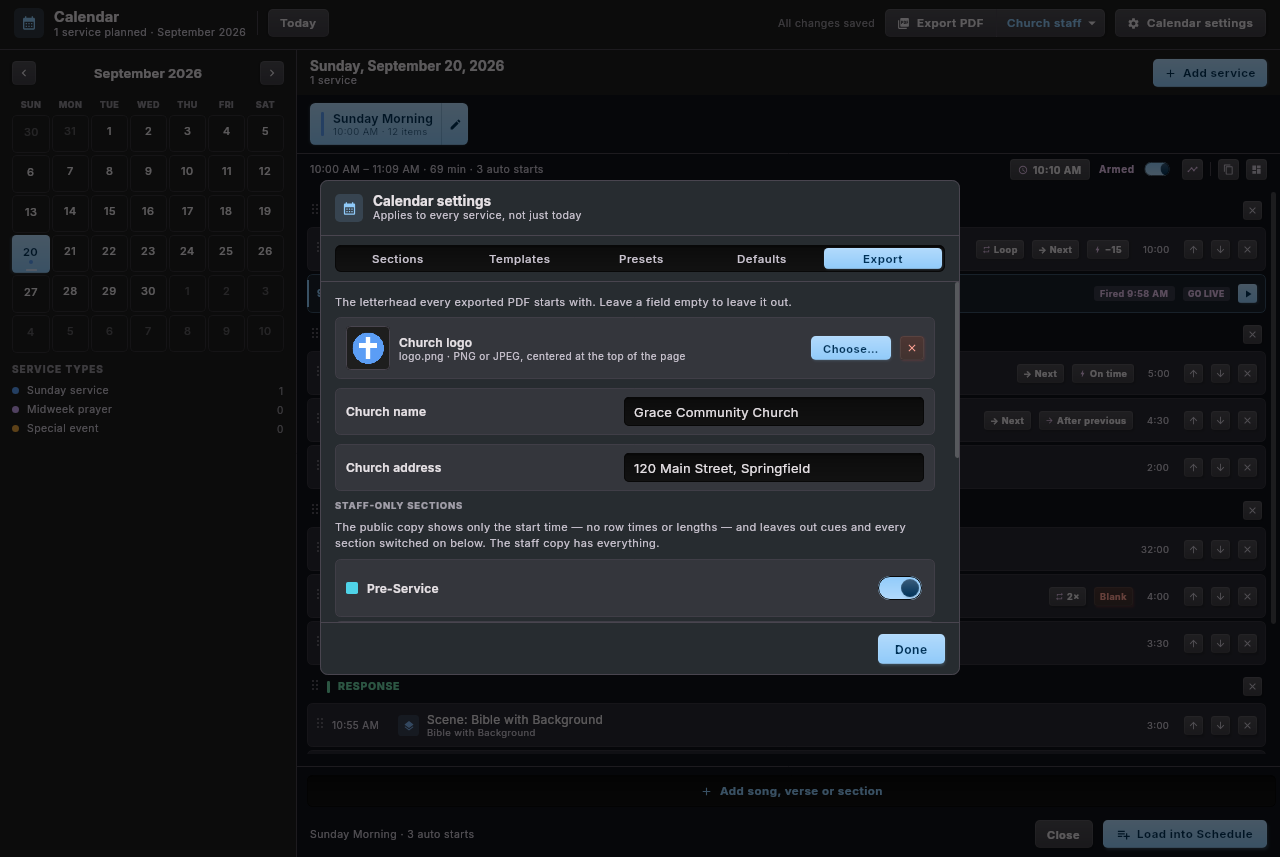 Calendar
1 service planned · September 2026
Today
All changes saved
Export PDF
Church staff
Calendar settings
September 2026
SUN MON TUE WED THU FRI SAT
30 31 1 2 3 4 5
6 7 8 9 10 11 12
13 14 15 16 17 18 19
20 21 22 23 24 25 26
27 28 29 30 1 2 3
4 5 6 7 8 9 10
SERVICE TYPES
Sunday service 1
Midweek prayer 0
Special event 0
Sunday, September 20, 2026
1 service
+ Add service
Sunday Morning
10:00 AM · 12 items
10:00 AM – 11:09 AM · 69 min · 3 auto starts
10:10 AM
Armed
Loop → Next −15 10:00
Fired 9:58 AM GO LIVE
→ Next On time 5:00
→ Next → After previous 4:30
2:00
32:00
2× Blank 4:00
3:30
Calendar settings
Applies to every service, not just today
Sections Templates Presets Defaults Export
The letterhead every exported PDF starts with. Leave a field empty to leave it out.
Church logo
logo.png · PNG or JPEG, centered at the top of the page
Choose...
Church name
Grace Community Church
Church address
120 Main Street, Springfield
STAFF-ONLY SECTIONS
The public copy shows only the start time — no row times or lengths — and leaves out cues and every
section switched on below. The staff copy has everything.
Pre-Service
Done
RESPONSE
10:55 AM
Scene: Bible with Background
Bible with Background
3:00
+ Add song, verse or section
Sunday Morning · 3 auto starts
Close
Load into Schedule